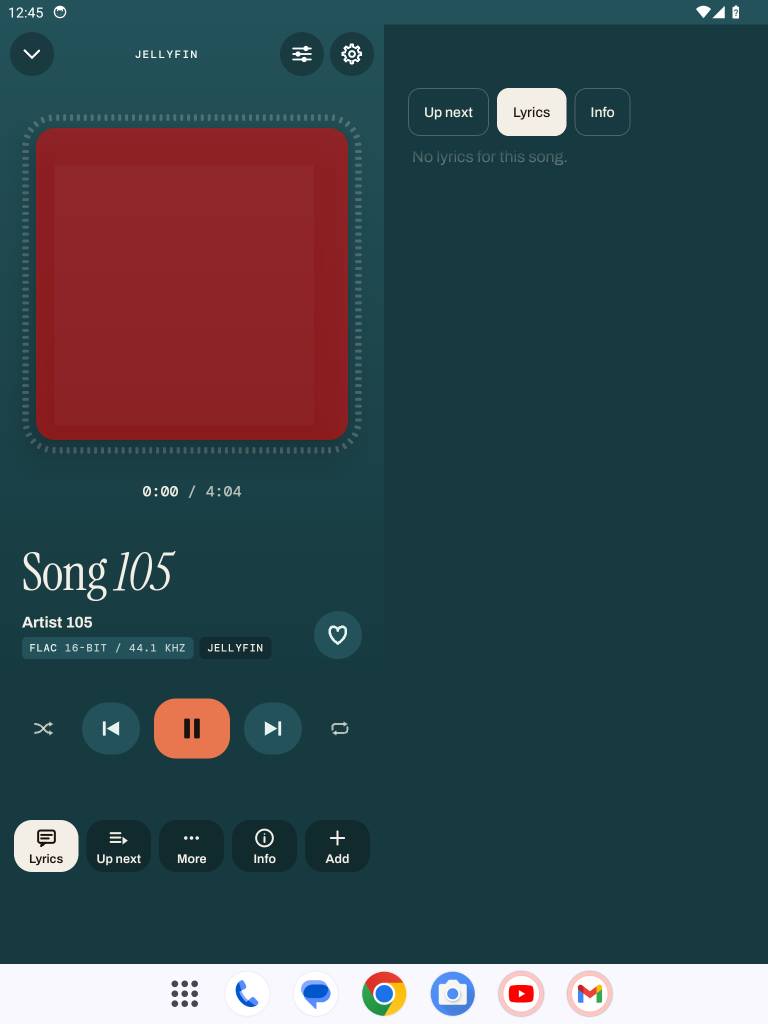 12:45
JELLYFIN
Up next
Lyrics
Info
No lyrics for this song.
0:00 / 4:04
Song 105
Artist 105
FLAC 16-BIT / 44.1 KHZ
JELLYFIN
Lyrics
Up next
More
Info
Add